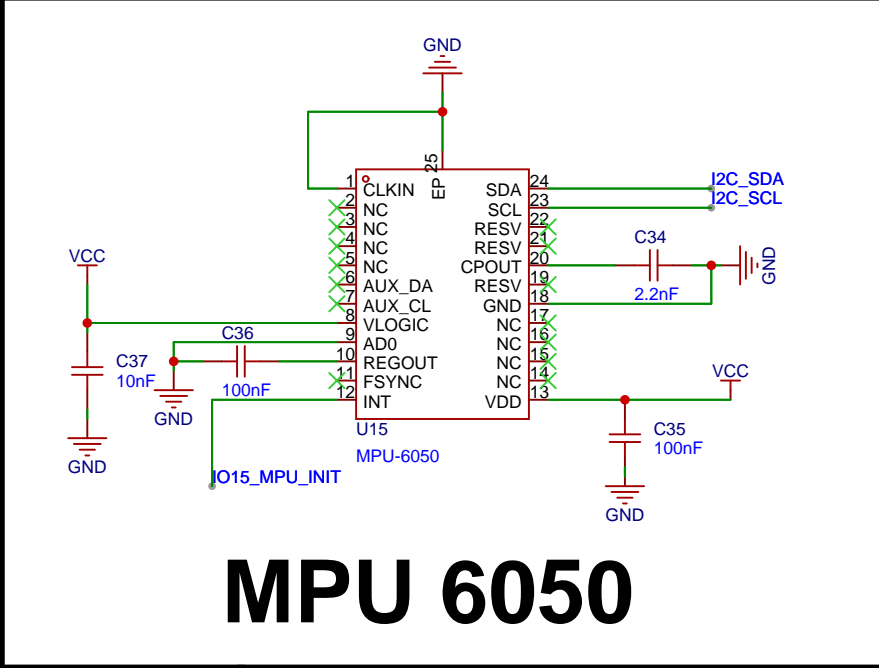 GND
EP 25
1 CLKIN
2 NC
3 NC
4 NC
5 NC
6 AUX_DA
7 AUX_CL
8 VLOGIC
9 AD0
10 REGOUT
11 FSYNC
12 INT
SDA 24
SCL 23
RESV 22
RESV 21
CPOUT 20
RESV 19
GND 18
NC 17
NC 16
NC 15
NC 14
VDD 13
I2C_SDA
I2C_SCL
C34
2.2nF
GND
VCC
C37
10nF
GND
C36
100nF
GND
VCC
C35
100nF
GND
U15
MPU-6050
IO15_MPU_INIT
MPU 6050